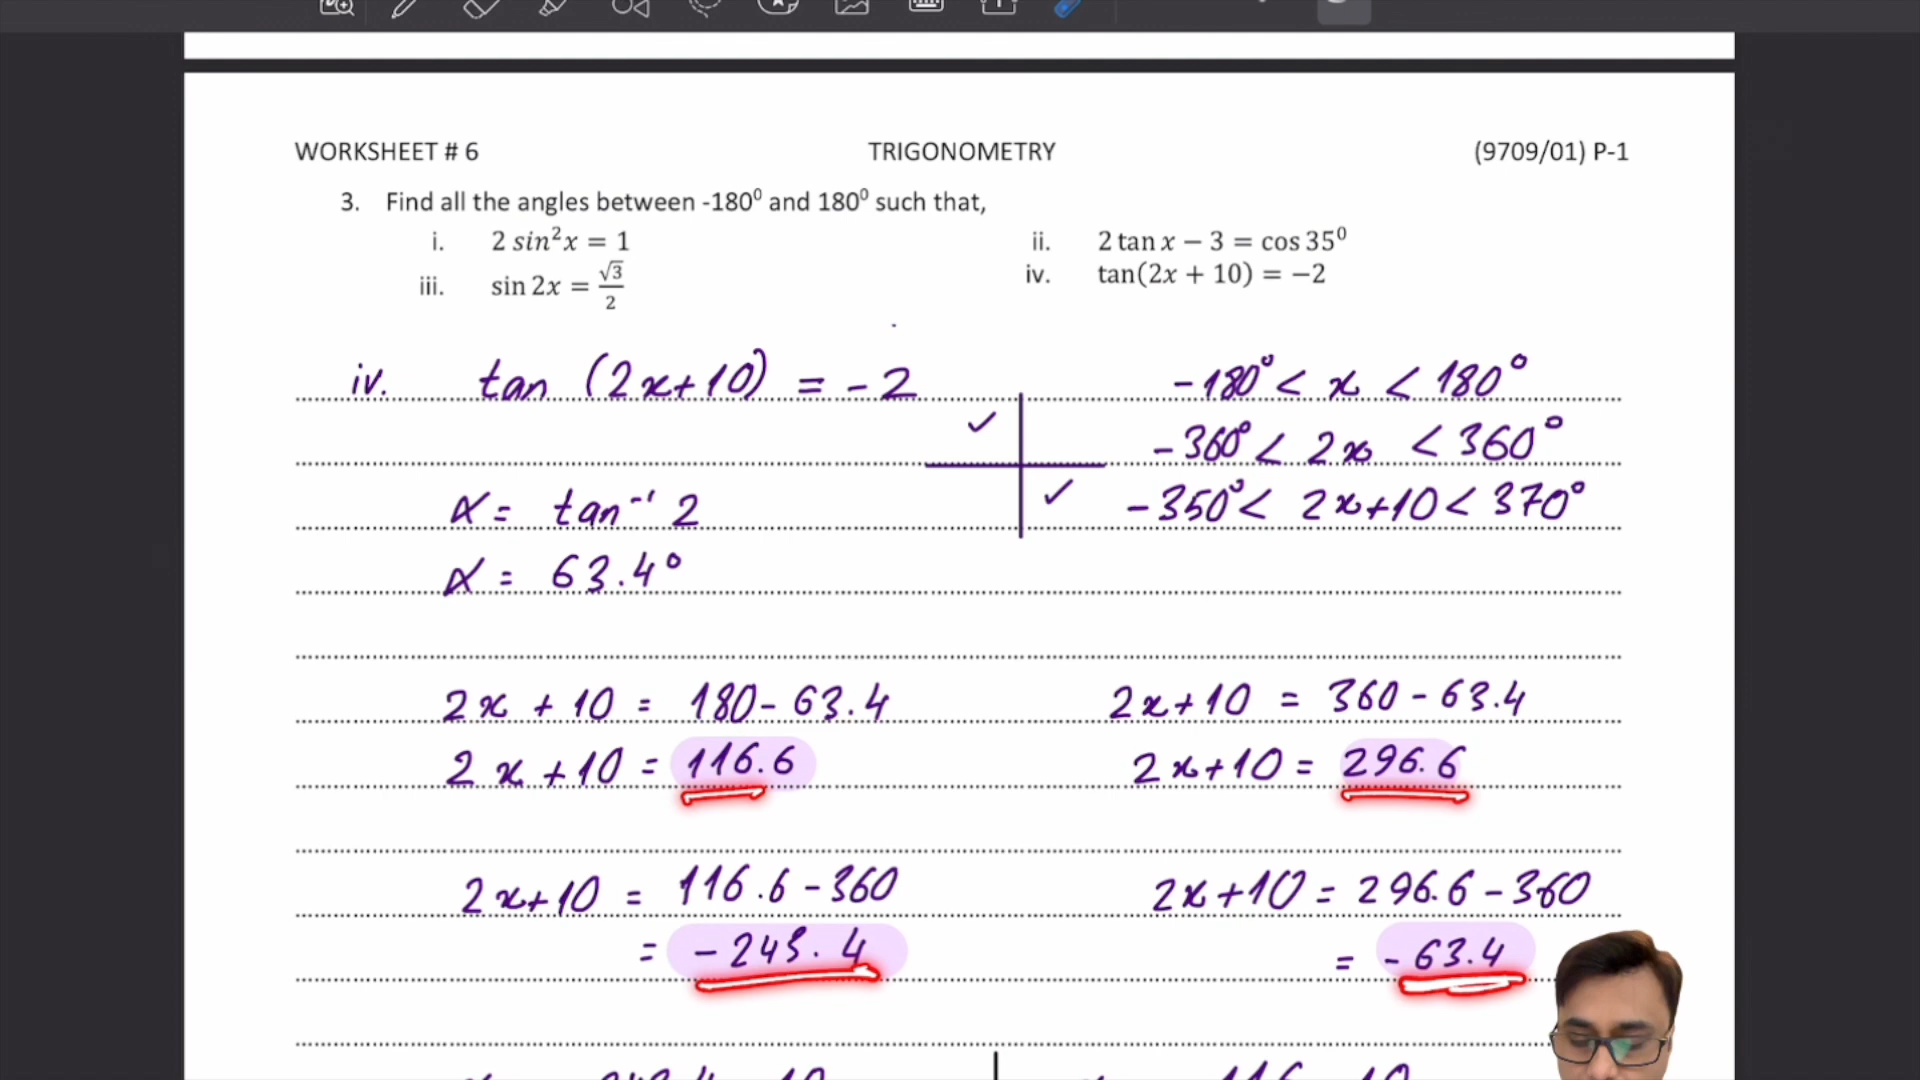 WORKSHEET # 6 TRIGONOMETRY (9709/01) P-1
3. Find all the angles between -180⁰ and 180⁰ such that,
i. 2 sin²x = 1 ii. 2 tan x − 3 = cos 35⁰
iii. sin 2x = √3/2 iv. tan(2x + 10) = −2
iv. tan (2x+10) = -2 -180° < x < 180°
✓ -360° < 2x < 360°
α = tan⁻¹ 2 ✓ -350° < 2x+10 < 370°
α = 63.4°
2x + 10 = 180 - 63.4 2x+10 = 360 - 63.4
2x +10 = 116.6 2x+10 = 296.6
2x+10 = 116.6 - 360 2x+10 = 296.6 - 360
= -243.4 = -63.4